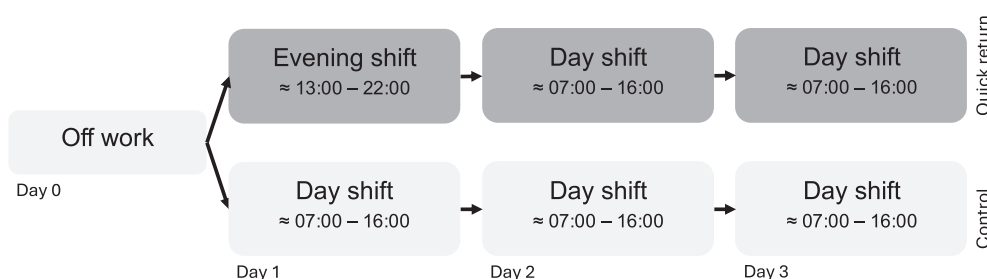 Evening shift
≈ 13:00 – 22:00
Day shift
≈ 07:00 – 16:00
Day shift
≈ 07:00 – 16:00
Quick return
Off work
Day 0
Day shift
≈ 07:00 – 16:00
Day shift
≈ 07:00 – 16:00
Day shift
≈ 07:00 – 16:00
Control
Day 1
Day 2
Day 3